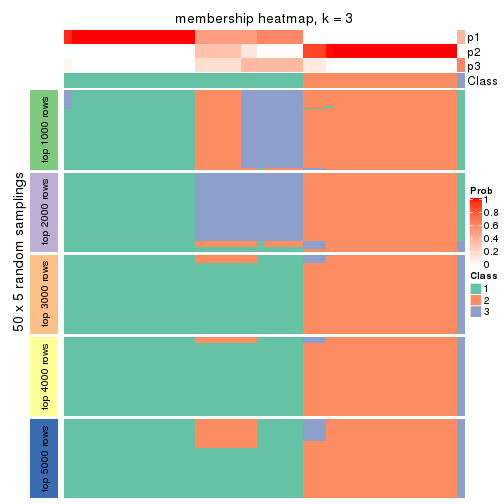 membership heatmap, k = 3
p1
p2
p3
Class
50 x 5 random samplings
top 1000 rows
top 2000 rows
top 3000 rows
top 4000 rows
top 5000 rows
Prob
1
0.8
0.6
0.4
0.2
0
Class
1
2
3